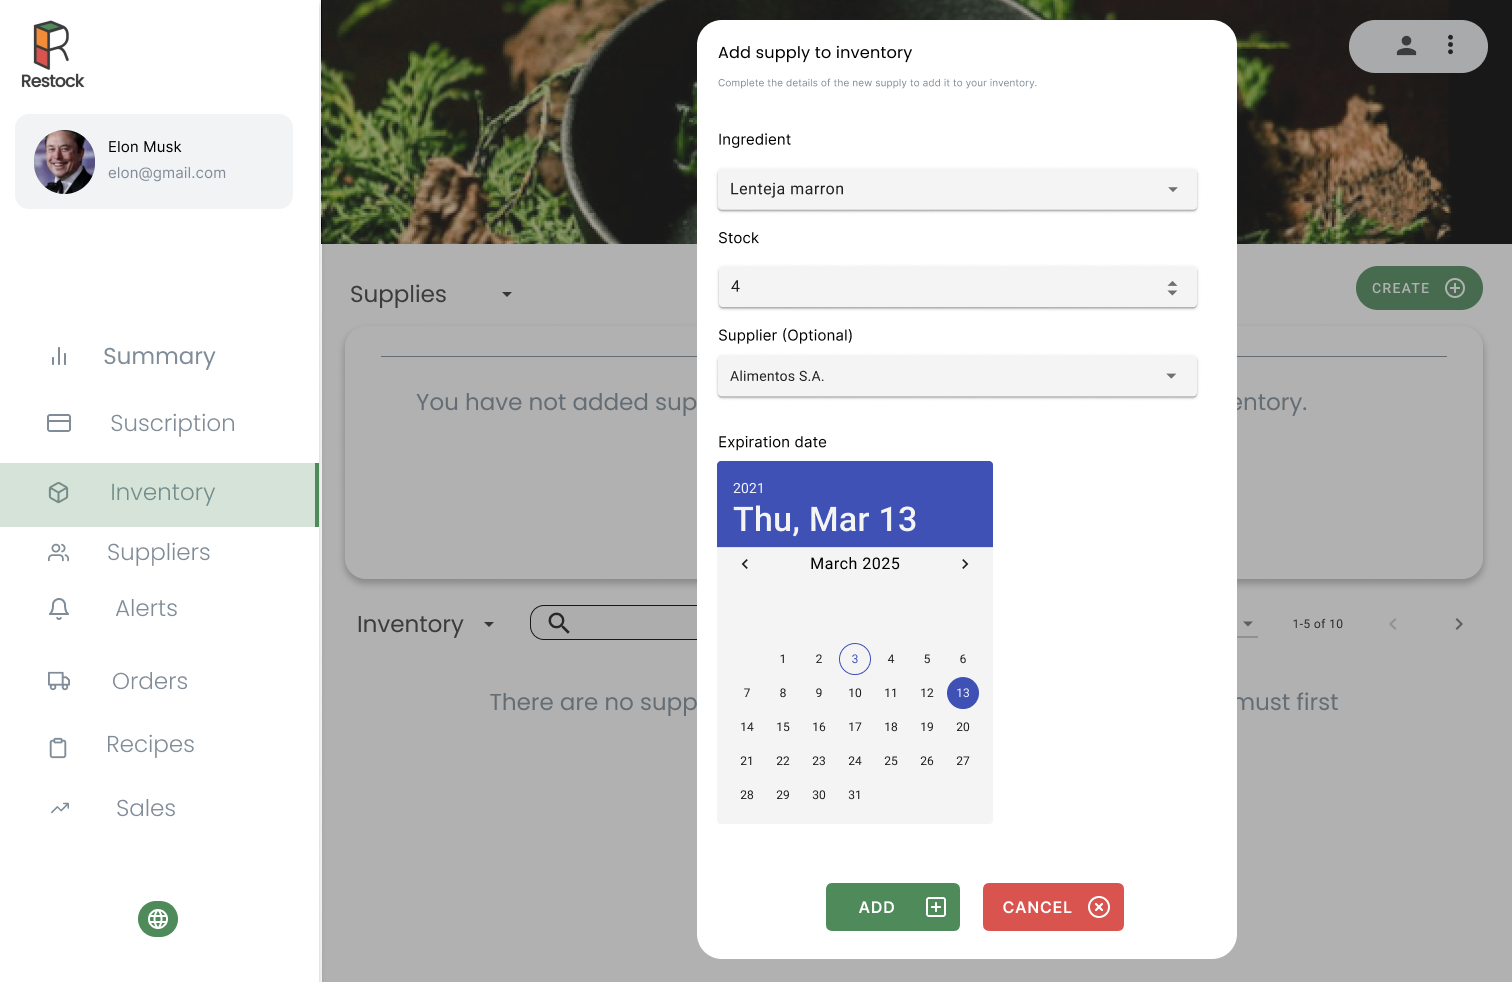 Restock
Elon Musk
elon@gmail.com
Summary
Suscription
Inventory
Suppliers
Alerts
Orders
Recipes
Sales
Supplies
CREATE
You have not added sup
entory.
Inventory
1-5 of 10
There are no supp
must first
Add supply to inventory
Complete the details of the new supply to add it to your inventory.
Ingredient
Lenteja marron
Stock
4
Supplier (Optional)
Alimentos S.A.
Expiration date
2021
Thu, Mar 13
March 2025
1 2 3 4 5 6
7 8 9 10 11 12 13
14 15 16 17 18 19 20
21 22 23 24 25 26 27
28 29 30 31
ADD
CANCEL